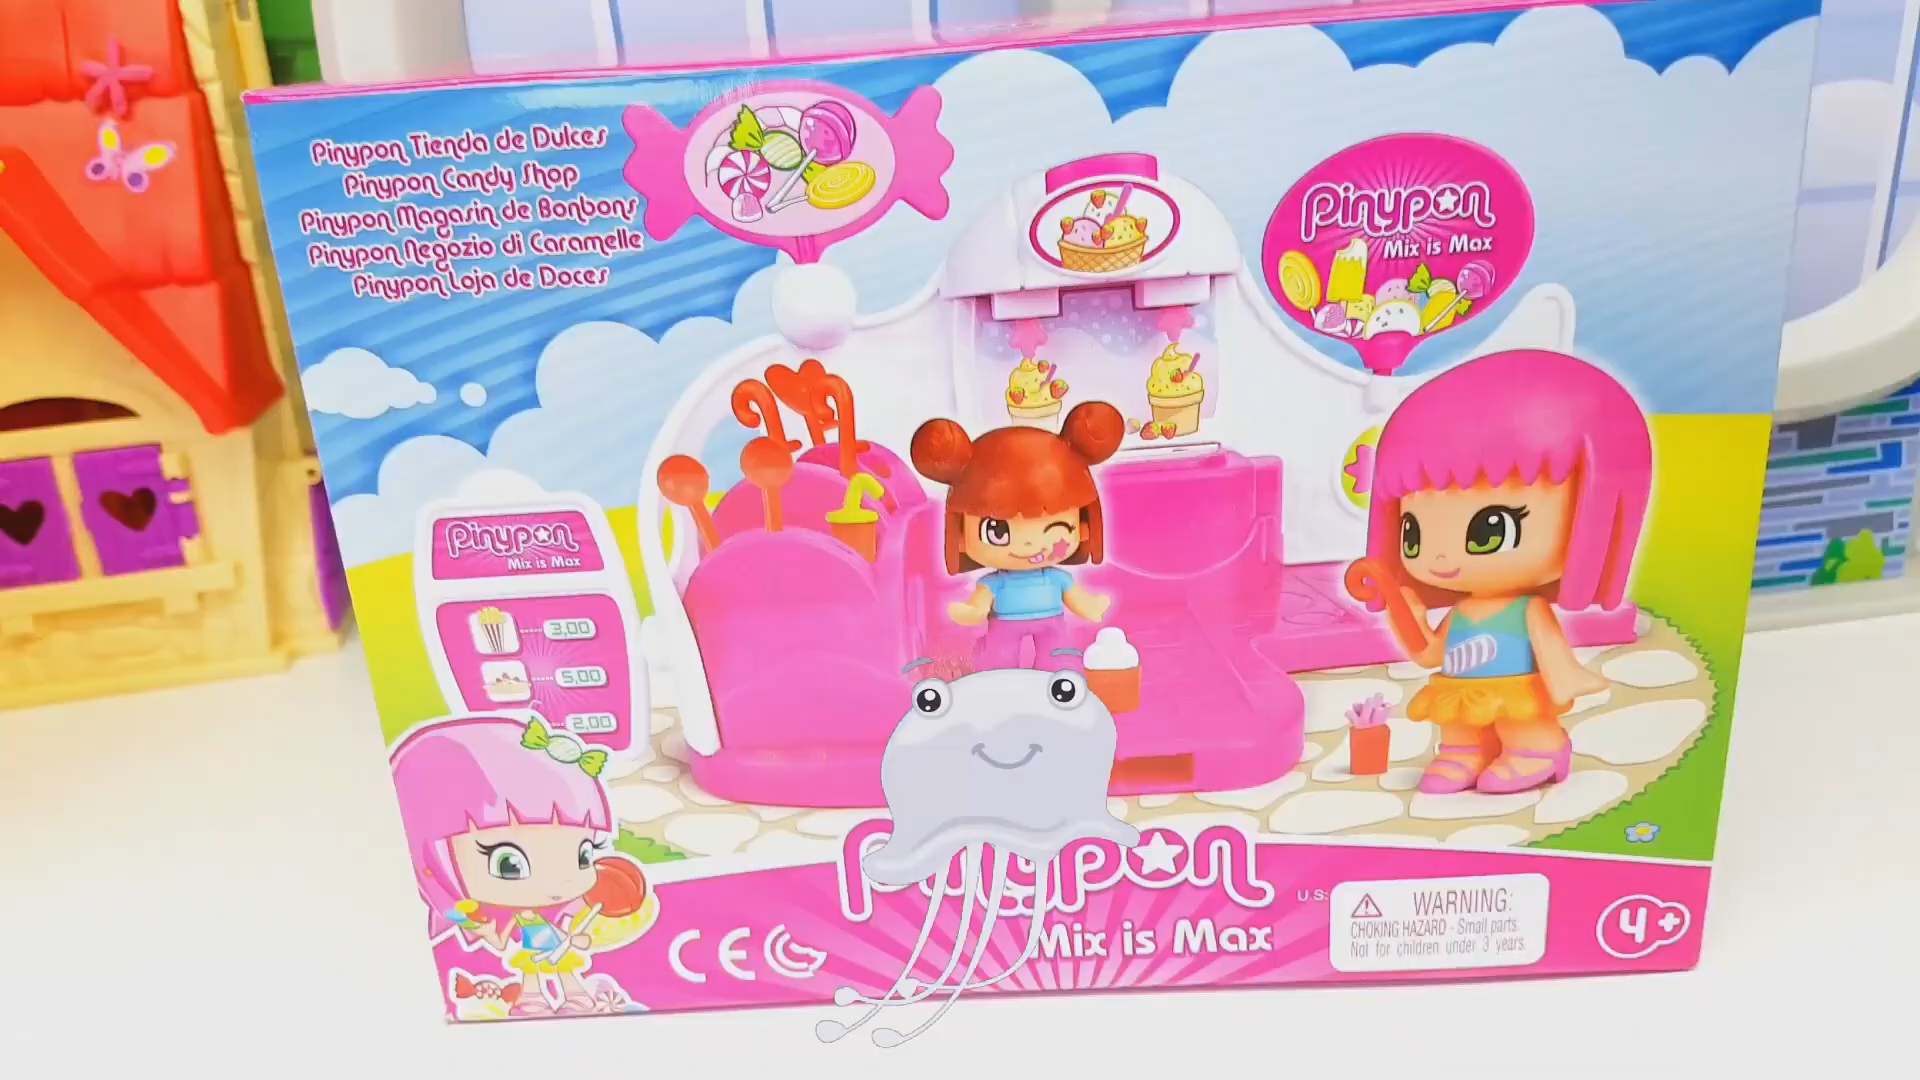 Pinypon Tienda de Dulces
Pinypon Candy Shop
Pinypon Magasin de Bonbons
Pinypon Negozio di Caramelle
Pinypon Loja de Doces
Pinypon
Mix is Max
Pinypon
Mix is Max
3,00
5,00
2,00
Pinypon
Mix is Max
CE
U.S:
WARNING:
CHOKING HAZARD - Small parts.
Not for children under 3 years.
4+